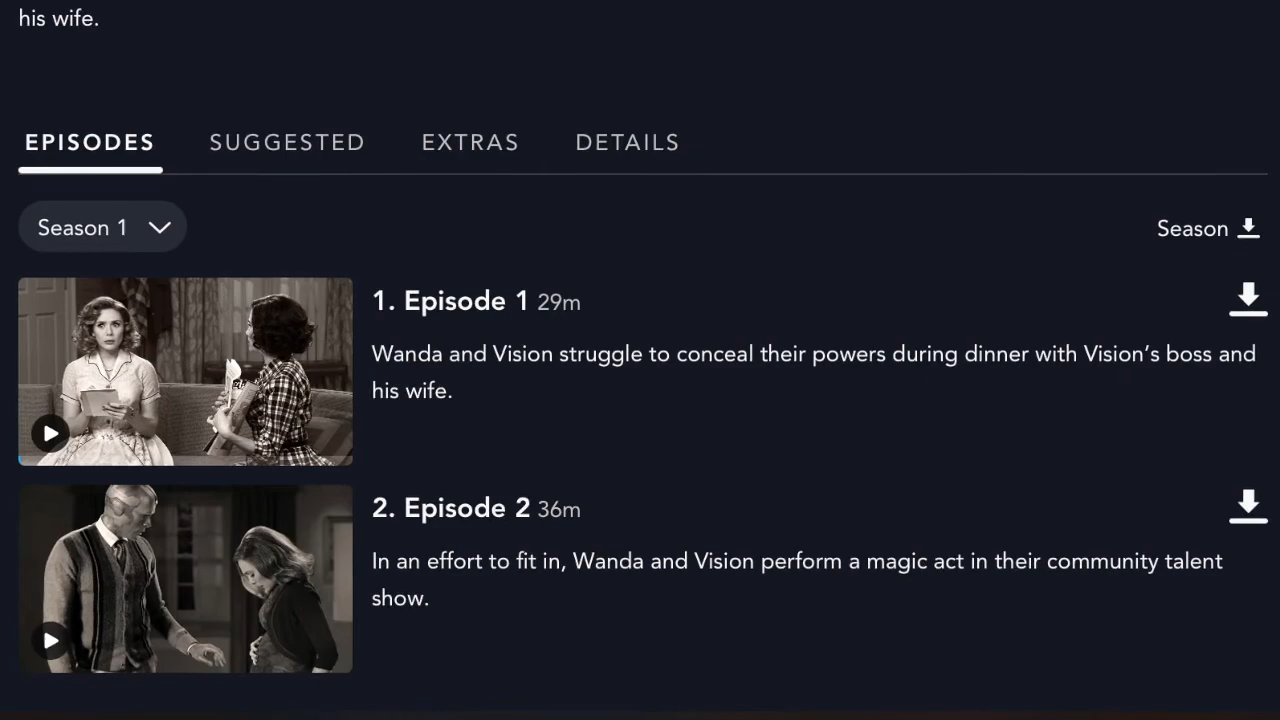 his wife.
EPISODES SUGGESTED EXTRAS DETAILS
Season 1 Season
1. Episode 1 29m
Wanda and Vision struggle to conceal their powers during dinner with Vision’s boss and
his wife.
2. Episode 2 36m
In an effort to fit in, Wanda and Vision perform a magic act in their community talent
show.